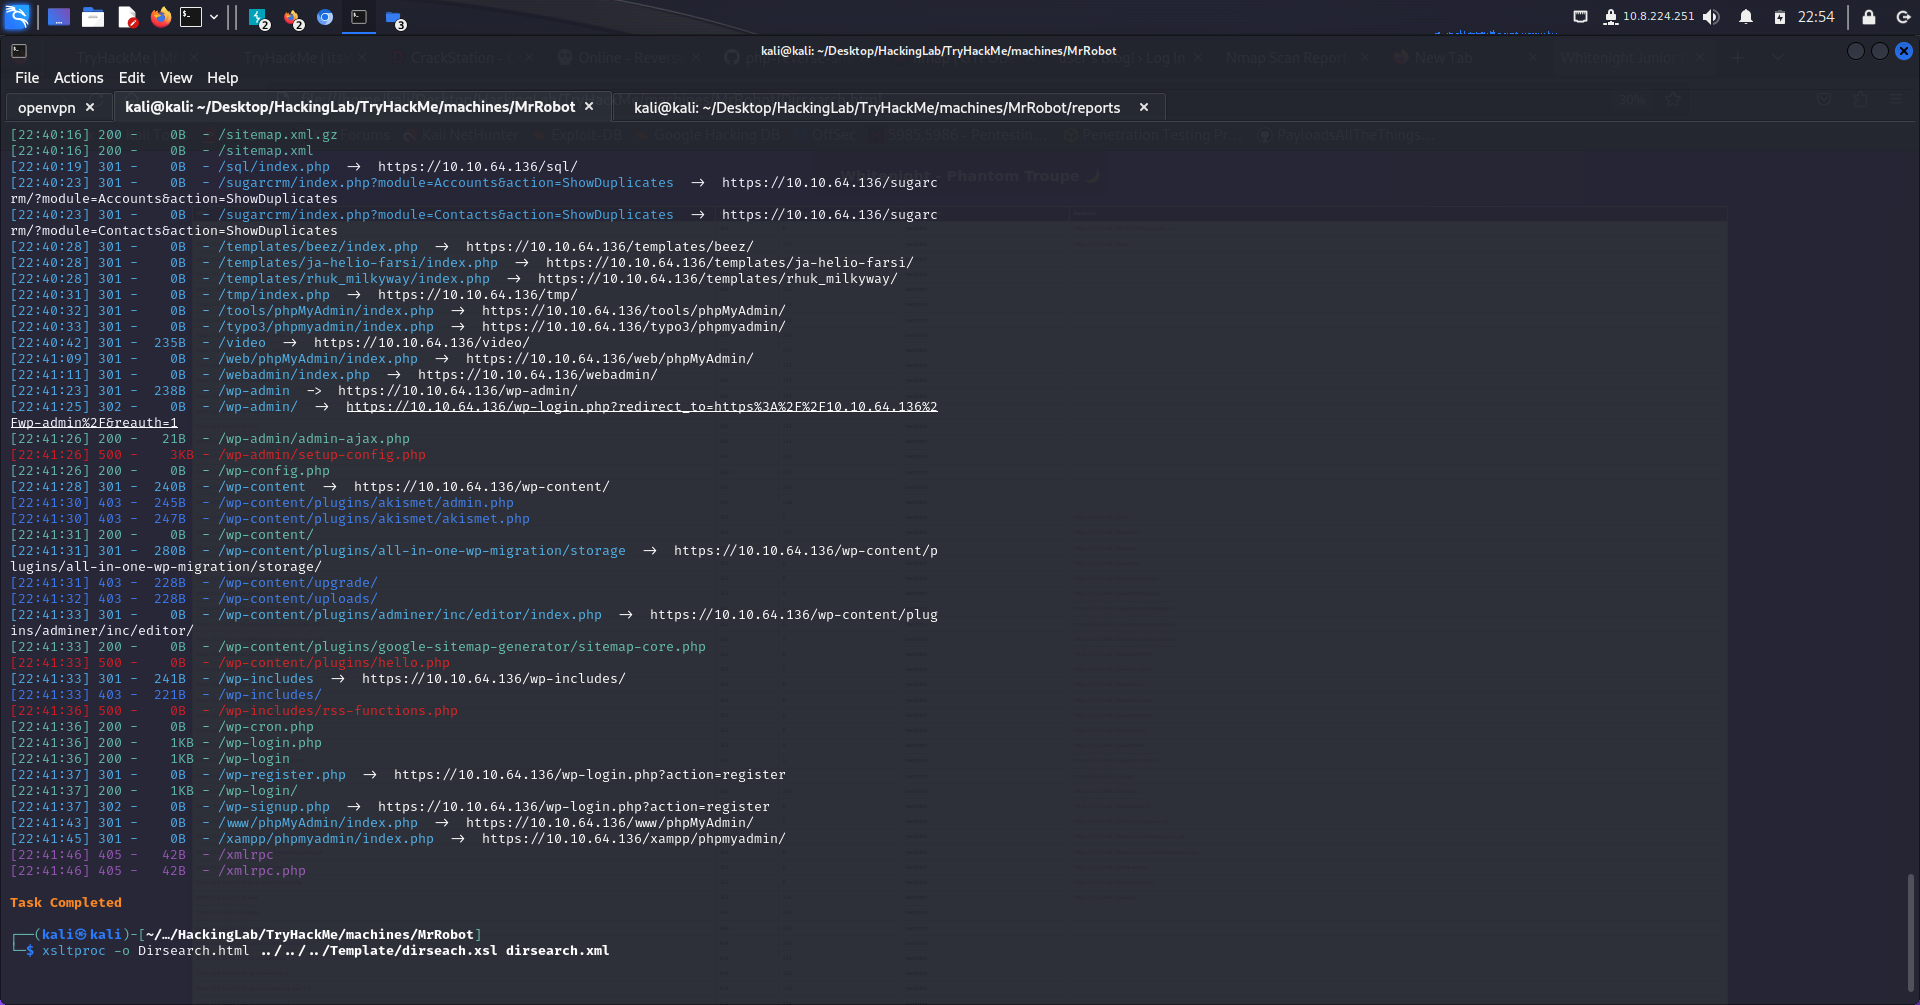 10.8.224.251
22:54
2
2
3
kali@kali: ~/Desktop/HackingLab/TryHackMe/machines/MrRobot
File Actions Edit View Help
openvpn ×
kali@kali: ~/Desktop/HackingLab/TryHackMe/machines/MrRobot ×
kali@kali: ~/Desktop/HackingLab/TryHackMe/machines/MrRobot/reports ×
[22:40:16] 200 -    0B  - /sitemap.xml.gz
[22:40:16] 200 -    0B  - /sitemap.xml
[22:40:19] 301 -    0B  - /sql/index.php  ->  https://10.10.64.136/sql/
[22:40:23] 301 -    0B  - /sugarcrm/index.php?module=Accounts&action=ShowDuplicates  ->  https://10.10.64.136/sugarc
rm/?module=Accounts&action=ShowDuplicates
[22:40:23] 301 -    0B  - /sugarcrm/index.php?module=Contacts&action=ShowDuplicates  ->  https://10.10.64.136/sugarc
rm/?module=Contacts&action=ShowDuplicates
[22:40:28] 301 -    0B  - /templates/beez/index.php  ->  https://10.10.64.136/templates/beez/
[22:40:28] 301 -    0B  - /templates/ja-helio-farsi/index.php  ->  https://10.10.64.136/templates/ja-helio-farsi/
[22:40:28] 301 -    0B  - /templates/rhuk_milkyway/index.php  ->  https://10.10.64.136/templates/rhuk_milkyway/
[22:40:31] 301 -    0B  - /tmp/index.php  ->  https://10.10.64.136/tmp/
[22:40:32] 301 -    0B  - /tools/phpMyAdmin/index.php  ->  https://10.10.64.136/tools/phpMyAdmin/
[22:40:33] 301 -    0B  - /typo3/phpmyadmin/index.php  ->  https://10.10.64.136/typo3/phpmyadmin/
[22:40:42] 301 -  235B  - /video  ->  https://10.10.64.136/video/
[22:41:09] 301 -    0B  - /web/phpMyAdmin/index.php  ->  https://10.10.64.136/web/phpMyAdmin/
[22:41:11] 301 -    0B  - /webadmin/index.php  ->  https://10.10.64.136/webadmin/
[22:41:23] 301 -  238B  - /wp-admin  ->  https://10.10.64.136/wp-admin/
[22:41:25] 302 -    0B  - /wp-admin/  ->  https://10.10.64.136/wp-login.php?redirect_to=https%3A%2F%2F10.10.64.136%2
Fwp-admin%2F&reauth=1
[22:41:26] 200 -   21B  - /wp-admin/admin-ajax.php
[22:41:26] 500 -    3KB - /wp-admin/setup-config.php
[22:41:26] 200 -    0B  - /wp-config.php
[22:41:28] 301 -  240B  - /wp-content  ->  https://10.10.64.136/wp-content/
[22:41:30] 403 -  245B  - /wp-content/plugins/akismet/admin.php
[22:41:30] 403 -  247B  - /wp-content/plugins/akismet/akismet.php
[22:41:31] 200 -    0B  - /wp-content/
[22:41:31] 301 -  280B  - /wp-content/plugins/all-in-one-wp-migration/storage  ->  https://10.10.64.136/wp-content/p
lugins/all-in-one-wp-migration/storage/
[22:41:31] 403 -  228B  - /wp-content/upgrade/
[22:41:32] 403 -  228B  - /wp-content/uploads/
[22:41:33] 301 -    0B  - /wp-content/plugins/adminer/inc/editor/index.php  ->  https://10.10.64.136/wp-content/plug
ins/adminer/inc/editor/
[22:41:33] 200 -    0B  - /wp-content/plugins/google-sitemap-generator/sitemap-core.php
[22:41:33] 500 -    0B  - /wp-content/plugins/hello.php
[22:41:33] 301 -  241B  - /wp-includes  ->  https://10.10.64.136/wp-includes/
[22:41:33] 403 -  221B  - /wp-includes/
[22:41:36] 500 -    0B  - /wp-includes/rss-functions.php
[22:41:36] 200 -    0B  - /wp-cron.php
[22:41:36] 200 -    1KB - /wp-login.php
[22:41:36] 200 -    1KB - /wp-login
[22:41:37] 301 -    0B  - /wp-register.php  ->  https://10.10.64.136/wp-login.php?action=register
[22:41:37] 200 -    1KB - /wp-login/
[22:41:37] 302 -    0B  - /wp-signup.php  ->  https://10.10.64.136/wp-login.php?action=register
[22:41:43] 301 -    0B  - /www/phpMyAdmin/index.php  ->  https://10.10.64.136/www/phpMyAdmin/
[22:41:45] 301 -    0B  - /xampp/phpmyadmin/index.php  ->  https://10.10.64.136/xampp/phpmyadmin/
[22:41:46] 405 -   42B  - /xmlrpc
[22:41:46] 405 -   42B  - /xmlrpc.php
Task Completed
┌──(kali㉿kali)-[~/…/HackingLab/TryHackMe/machines/MrRobot]
└─$ xsltproc -o Dirsearch.html ../../../Template/dirseach.xsl dirsearch.xml